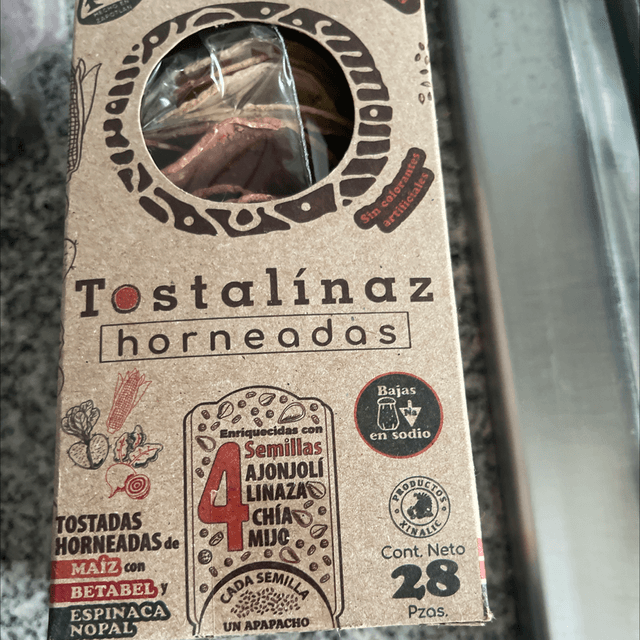 Sin colorantes
artificiales
Tostalínaz
horneadas
Bajas
Na
en sodio
Enriquecidas con
4 Semillas
AJONJOLÍ
LINAZA
CHÍA
MIJO
CADA SEMILLA
UN APAPACHO
TOSTADAS
HORNEADAS de
MAÍZ con
BETABEL y
ESPINACA
NOPAL
PRODUCTOS
XINALIC
Cont. Neto
28
Pzas.